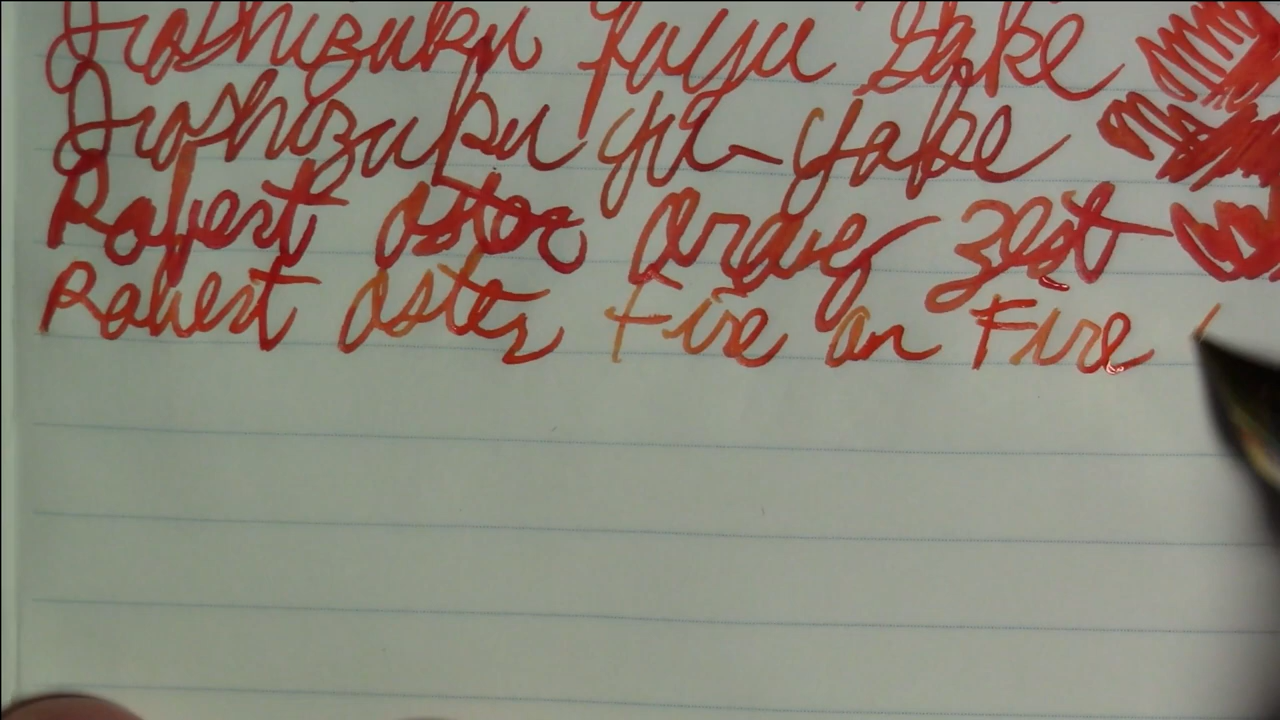 Iroshizuku fuyu gake
Iroshizuku yu-yake
Robert oster orange zest
Robert oster Fire on Fire